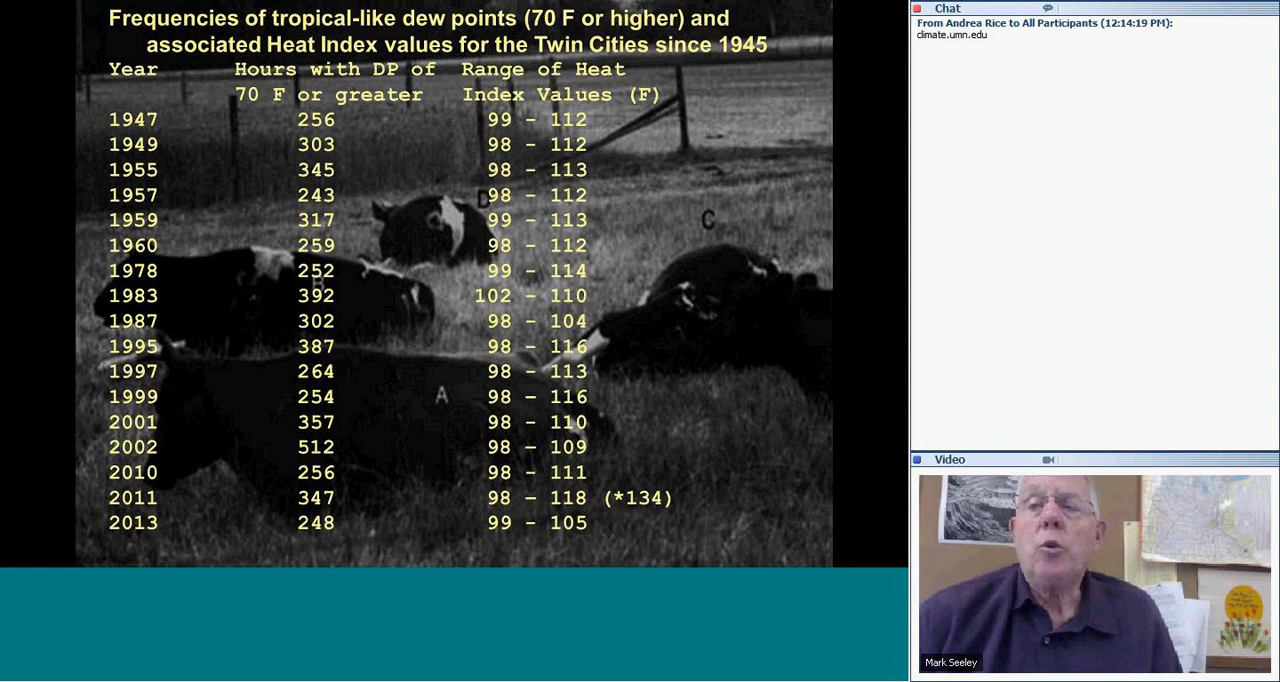 Frequencies of tropical-like dew points (70 F or higher) and
associated Heat Index values for the Twin Cities since 1945
Year Hours with DP of Range of Heat
70 F or greater Index Values (F)
1947 256 99 - 112
1949 303 98 - 112
1955 345 98 - 113
1957 243 98 - 112
1959 317 99 - 113
1960 259 98 - 112
1978 252 99 - 114
1983 392 102 - 110
1987 302 98 - 104
1995 387 98 - 116
1997 264 98 - 113
1999 254 98 – 116
2001 357 98 - 110
2002 512 98 – 109
2010 256 98 - 111
2011 347 98 – 118 (*134)
2013 248 99 - 105
D
C
B
A
Chat
From Andrea Rice to All Participants (12:14:19 PM):
climate.umn.edu
Video
Mark Seeley